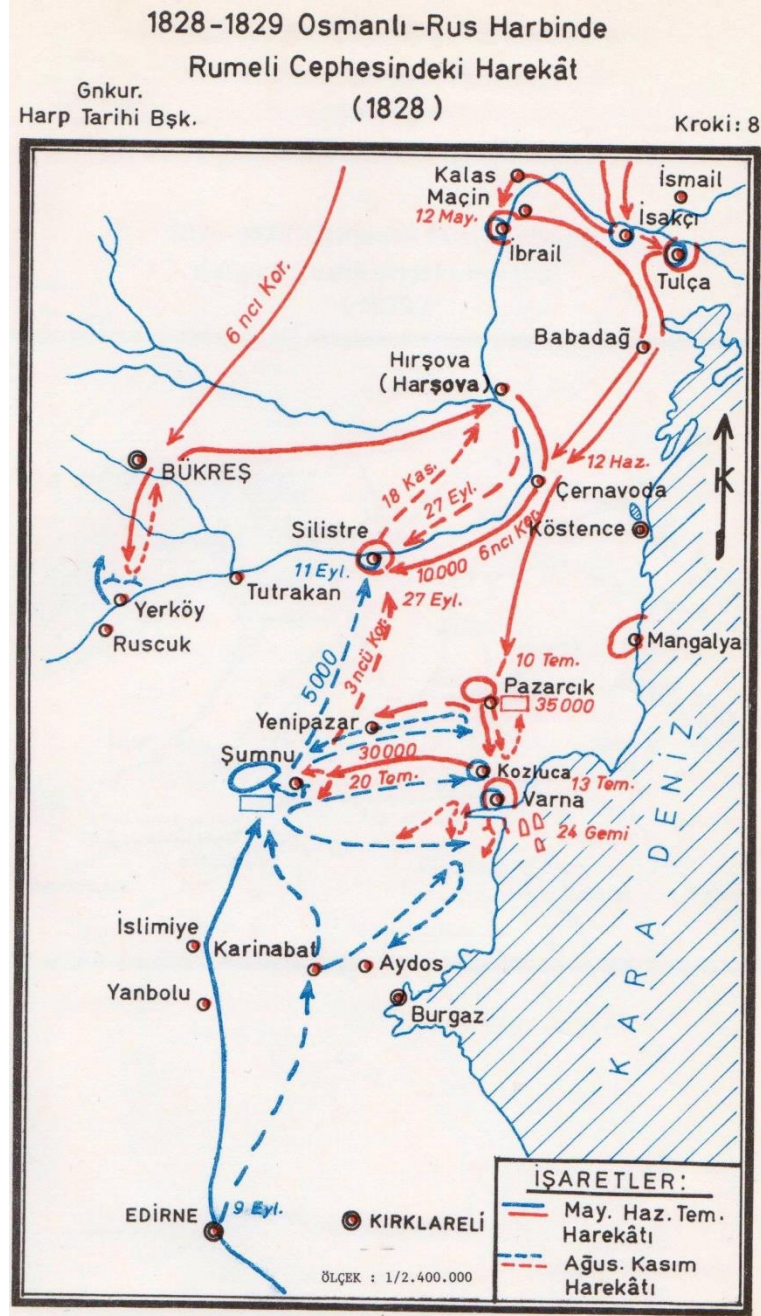 1828-1829 Osmanlı-Rus Harbinde
Rumeli Cephesindeki Harekât
(1828)
Gnkur.
Harp Tarihi Bşk.
Kroki: 8
Kalas
Maçin
12 May.
İbrail
İsmail
İsakçı
Tulça
6 ncı Kor.
Babadağ
Hırşova
(Harşova)
BÜKREŞ
12 Haz.
K
18 Kas.
27 Eyl.
Çernavoda
6 ncı Kor.
Köstence
Silistre
11 Eyl.
10.000
27 Eyl.
Tutrakan
Yerköy
Ruscuk
Mangalya
5000
3 ncü Kor.
10 Tem.
Pazarcık
35000
Yenipazar
Şumnu
30000
20 Tem.
Kozluca
13 Tem.
Varna
24 Gemi
KARA DENİZ
İslimiye
Karinabat
Aydos
Yanbolu
Burgaz
EDİRNE
9 Eyl.
KIRKLARELİ
ÖLÇEK : 1/2.400.000
İŞARETLER:
May. Haz. Tem.
Harekâtı
Ağus. Kasım
Harekâtı